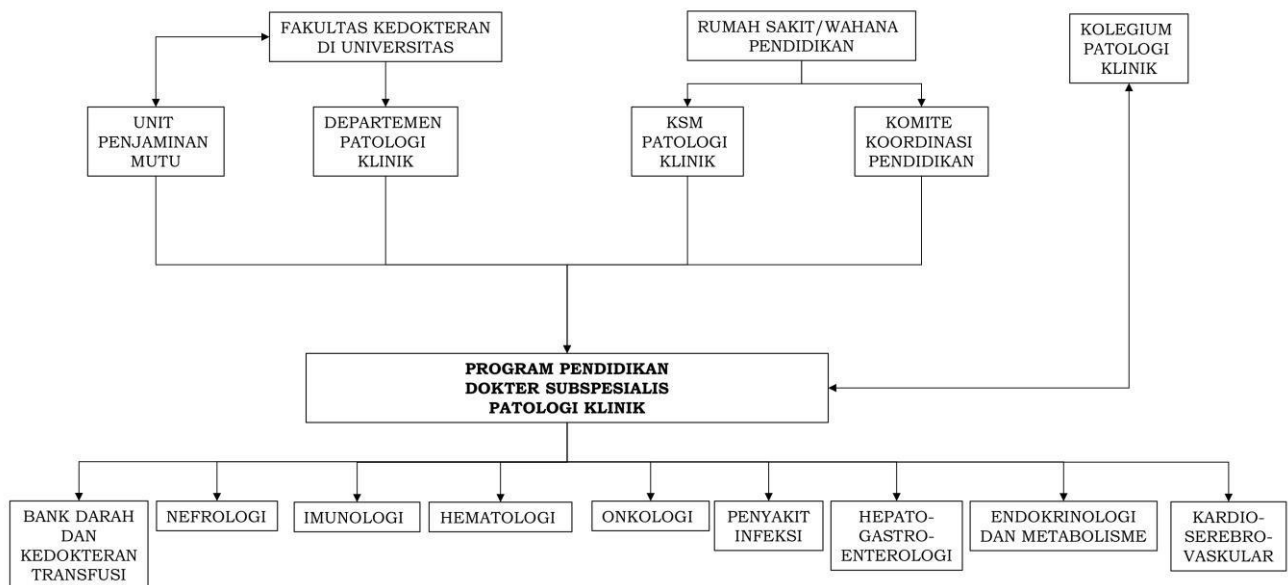 FAKULTAS KEDOKTERAN
DI UNIVERSITAS
RUMAH SAKIT/WAHANA
PENDIDIKAN
KOLEGIUM
PATOLOGI
KLINIK
UNIT
PENJAMINAN
MUTU
DEPARTEMEN
PATOLOGI
KLINIK
KSM
PATOLOGI
KLINIK
KOMITE
KOORDINASI
PENDIDIKAN
PROGRAM PENDIDIKAN
DOKTER SUBSPESIALIS
PATOLOGI KLINIK
BANK DARAH
DAN
KEDOKTERAN
TRANSFUSI
NEFROLOGI
IMUNOLOGI
HEMATOLOGI
ONKOLOGI
PENYAKIT
INFEKSI
HEPATO-
GASTRO-
ENTEROLOGI
ENDOKRINOLOGI
DAN METABOLISME
KARDIO-
SEREBRO-
VASKULAR